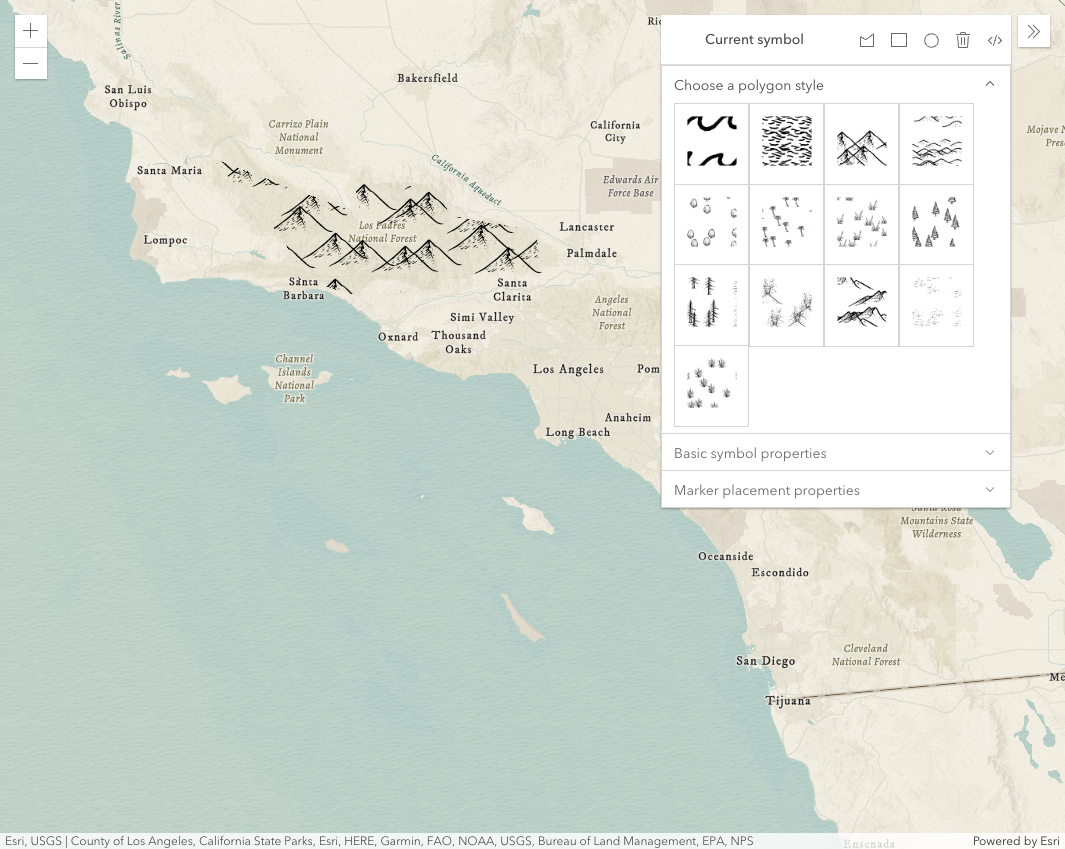 +
−
Salinas River
San Luis
Obispo
Bakersfield
Carrizo Plain
National
Monument
California
City
Santa Maria
California Aqueduct
Edwards Air
Force Base
Mojave
Los Padres
National Forest
Lancaster
Lompoc
Palmdale
Santa
Barbara
Santa
Clarita
Angeles
National
Forest
Simi Valley
Oxnard
Thousand
Oaks
Channel
Islands
National
Park
Los Angeles
Pom
Anaheim
Long Beach
Current symbol
</>
Choose a polygon style
Basic symbol properties
Marker placement properties
Santa Rosa
Mountains State
Wilderness
Oceanside
Escondido
Cleveland
National Forest
San Diego
Tijuana
Me
Ensenada
Esri, USGS | County of Los Angeles, California State Parks, Esri, HERE, Garmin, FAO, NOAA, USGS, Bureau of Land Management, EPA, NPS
Powered by Esri